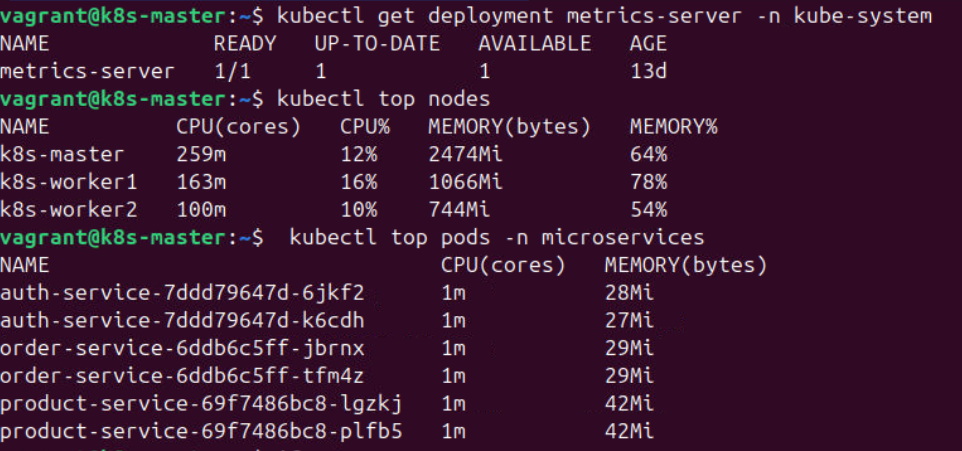 vagrant@k8s-master:~$ kubectl get deployment metrics-server -n kube-system
NAME             READY   UP-TO-DATE   AVAILABLE   AGE
metrics-server   1/1     1            1           13d
vagrant@k8s-master:~$ kubectl top nodes
NAME          CPU(cores)   CPU%   MEMORY(bytes)   MEMORY%
k8s-master    259m         12%    2474Mi          64%
k8s-worker1   163m         16%    1066Mi          78%
k8s-worker2   100m         10%    744Mi           54%
vagrant@k8s-master:~$  kubectl top pods -n microservices
NAME                               CPU(cores)   MEMORY(bytes)
auth-service-7ddd79647d-6jkf2      1m           28Mi
auth-service-7ddd79647d-k6cdh      1m           27Mi
order-service-6ddb6c5ff-jbrnx      1m           29Mi
order-service-6ddb6c5ff-tfm4z      1m           29Mi
product-service-69f7486bc8-lgzkj   1m           42Mi
product-service-69f7486bc8-plfb5   1m           42Mi